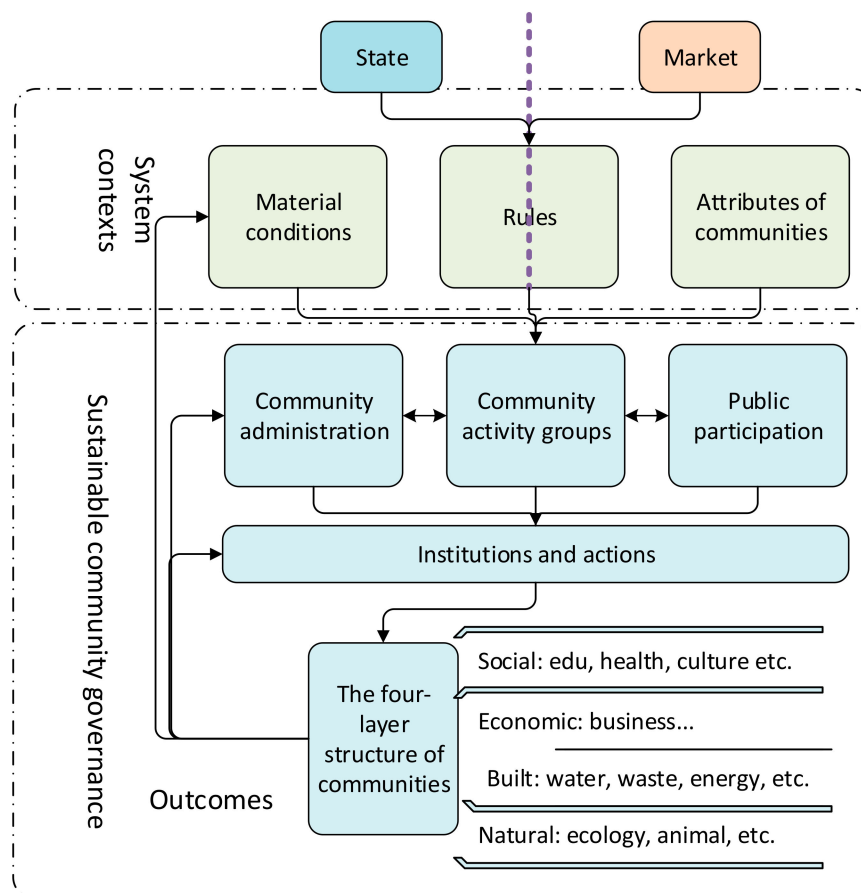 State
Market
System
contexts
Material
conditions
Rules
Attributes of
communities
Sustainable community governance
Community
administration
Community
activity groups
Public
participation
Institutions and actions
The four-
layer
structure of
communities
Social: edu, health, culture etc.
Economic: business...
Built: water, waste, energy, etc.
Natural: ecology, animal, etc.
Outcomes